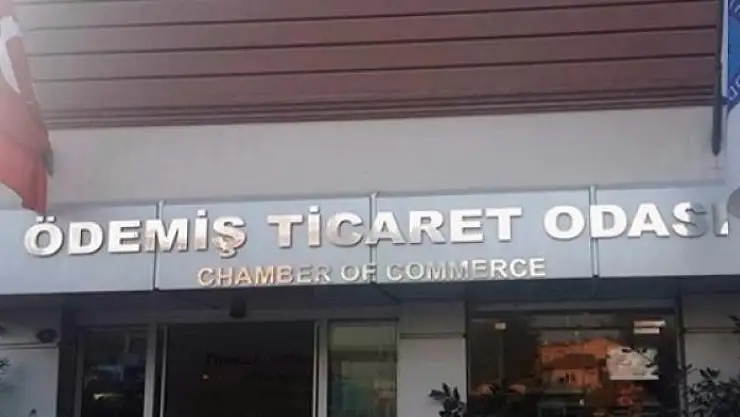 ÖDEMİŞ TİCARET ODASI
CHAMBER OF COMMERCE